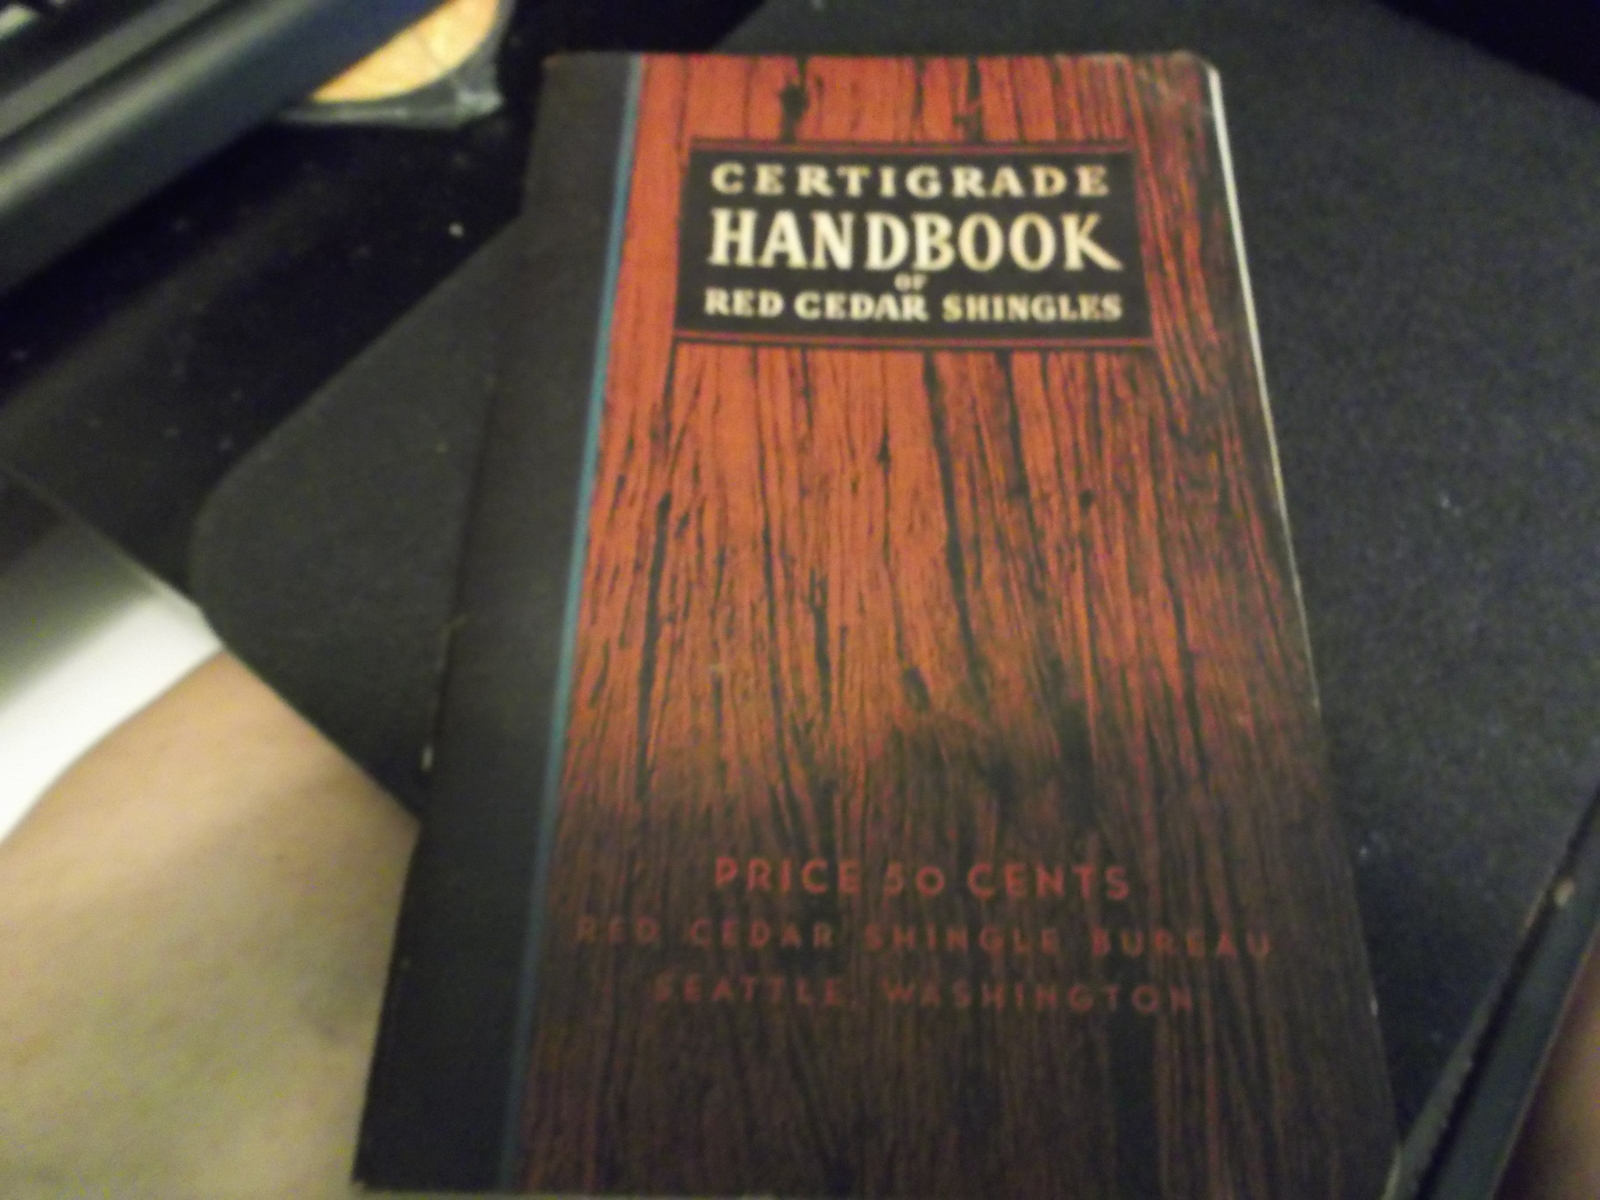 CERTIGRADE
HANDBOOK
OF
RED CEDAR SHINGLES
PRICE 50 CENTS
RED CEDAR SHINGLE BUREAU
SEATTLE, WASHINGTON